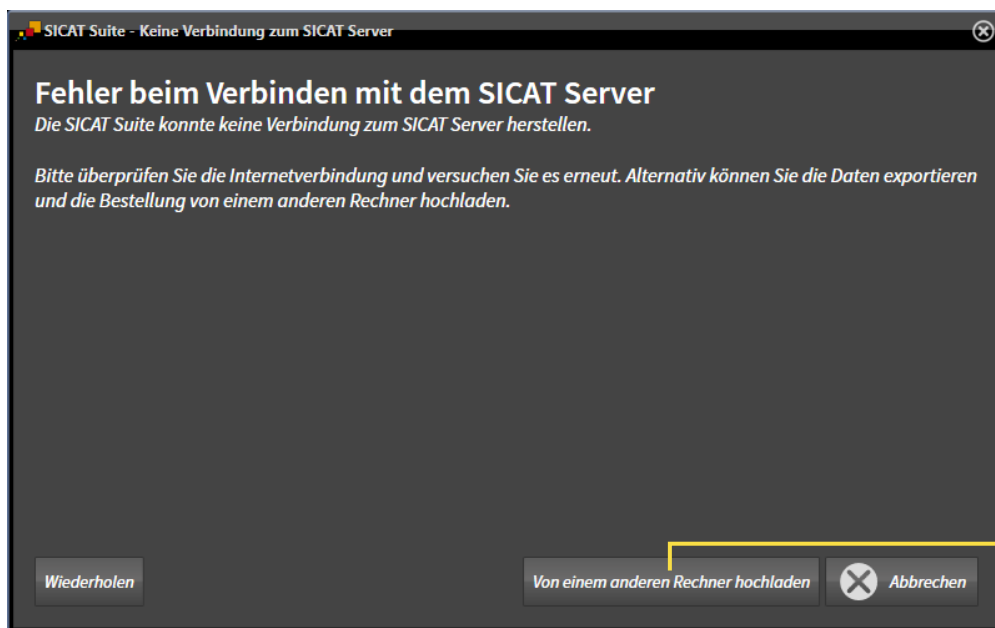 SICAT Suite - Keine Verbindung zum SICAT Server
Fehler beim Verbinden mit dem SICAT Server
Die SICAT Suite konnte keine Verbindung zum SICAT Server herstellen.
Bitte überprüfen Sie die Internetverbindung und versuchen Sie es erneut. Alternativ können Sie die Daten exportieren
und die Bestellung von einem anderen Rechner hochladen.
Wiederholen
Von einem anderen Rechner hochladen
Abbrechen